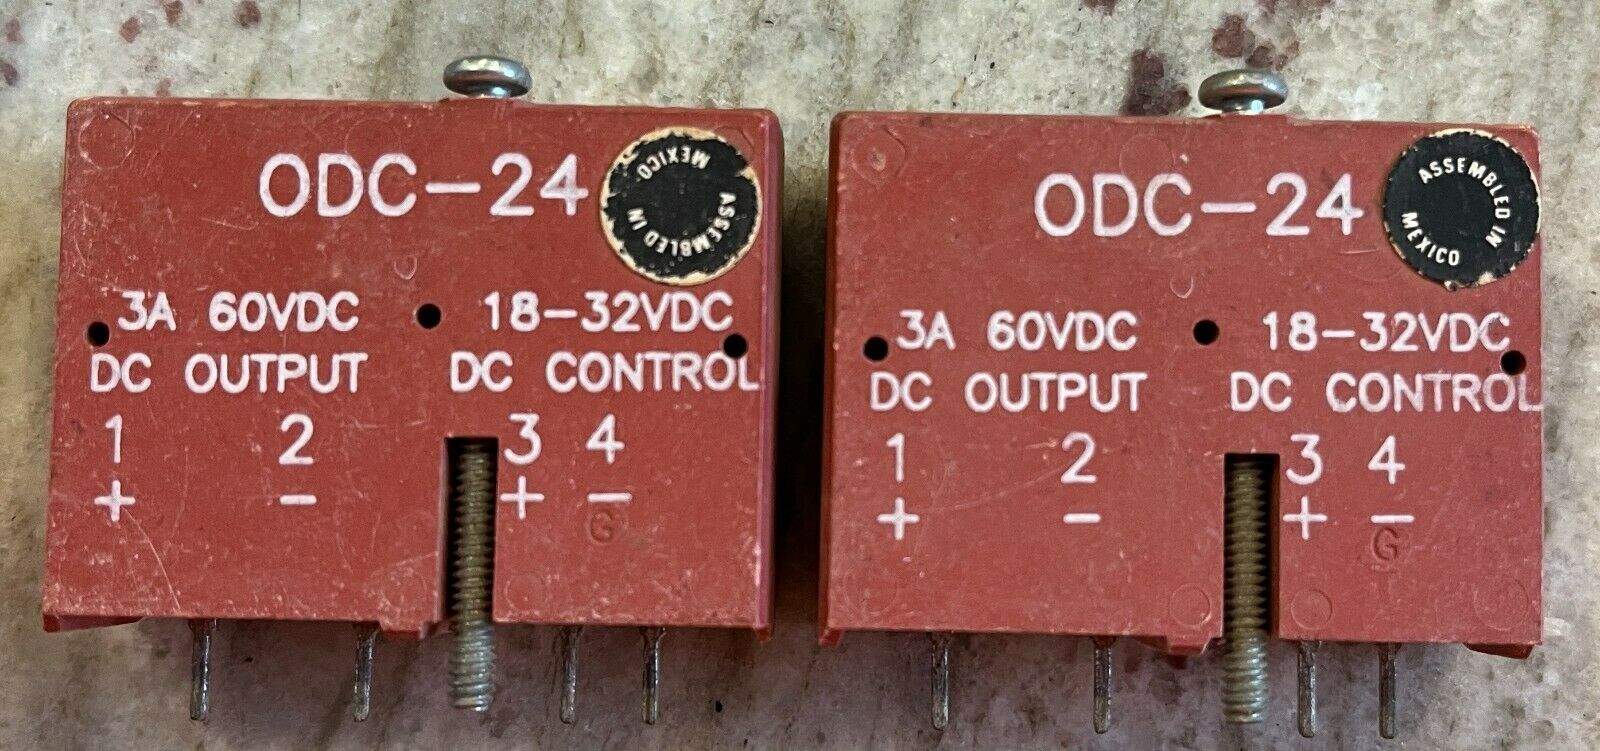 ODC-24
ASSEMBLED IN
MEXICO
3A 60VDC 18-32VDC
DC OUTPUT DC CONTROL
1 2 3 4
+ - + -
G
ODC-24
ASSEMBLED IN
MEXICO
3A 60VDC 18-32VDC
DC OUTPUT DC CONTROL
1 2 3 4
+ - + -
G